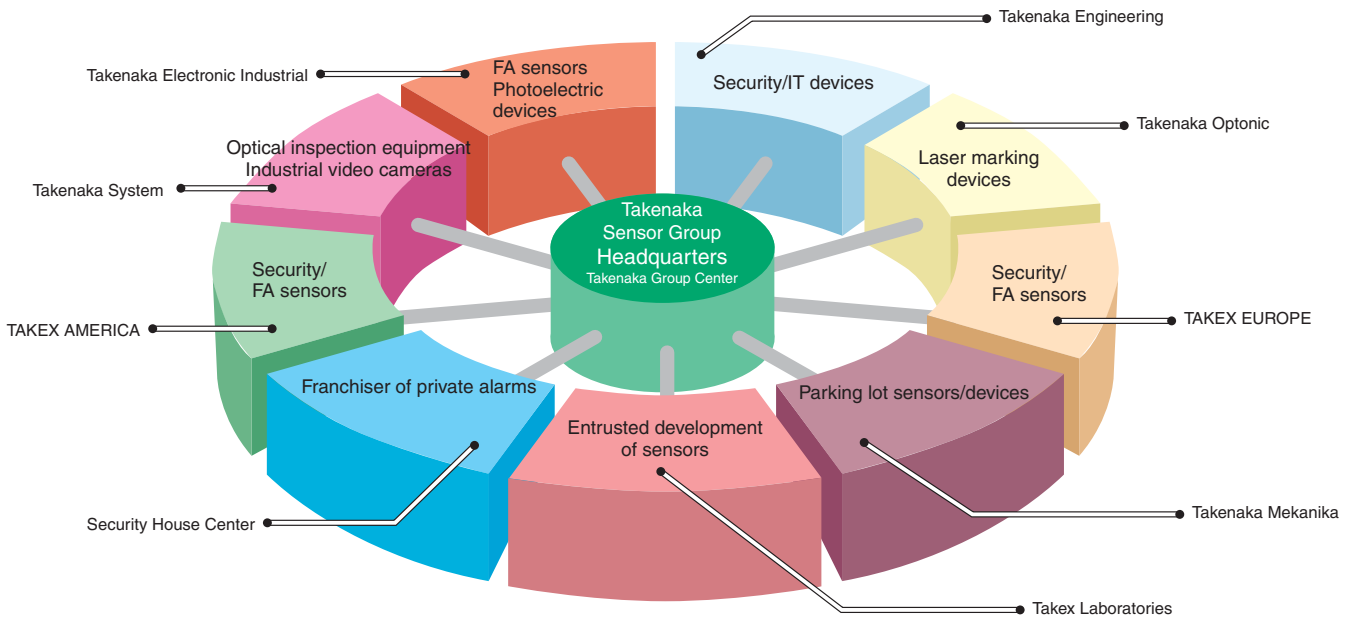 Takenaka Engineering
Takenaka Electronic Industrial
FA sensors
Photoelectric
devices
Security/IT devices
Takenaka Optonic
Optical inspection equipment
Industrial video cameras
Laser marking
devices
Takenaka System
Takenaka
Sensor Group
Headquarters
Takenaka Group Center
Security/
FA sensors
Security/
FA sensors
TAKEX AMERICA
TAKEX EUROPE
Franchiser of private alarms
Parking lot sensors/devices
Entrusted development
of sensors
Security House Center
Takenaka Mekanika
Takex Laboratories